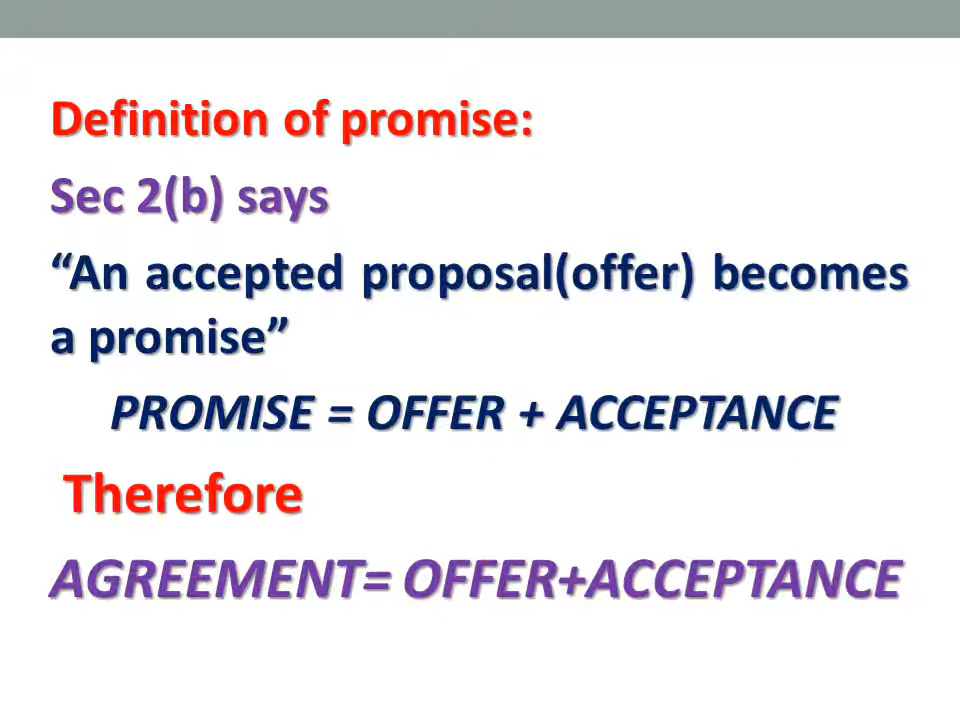 Definition of promise:
Sec 2(b) says
“An accepted proposal(offer) becomes
a promise”
PROMISE = OFFER + ACCEPTANCE
Therefore
AGREEMENT= OFFER+ACCEPTANCE